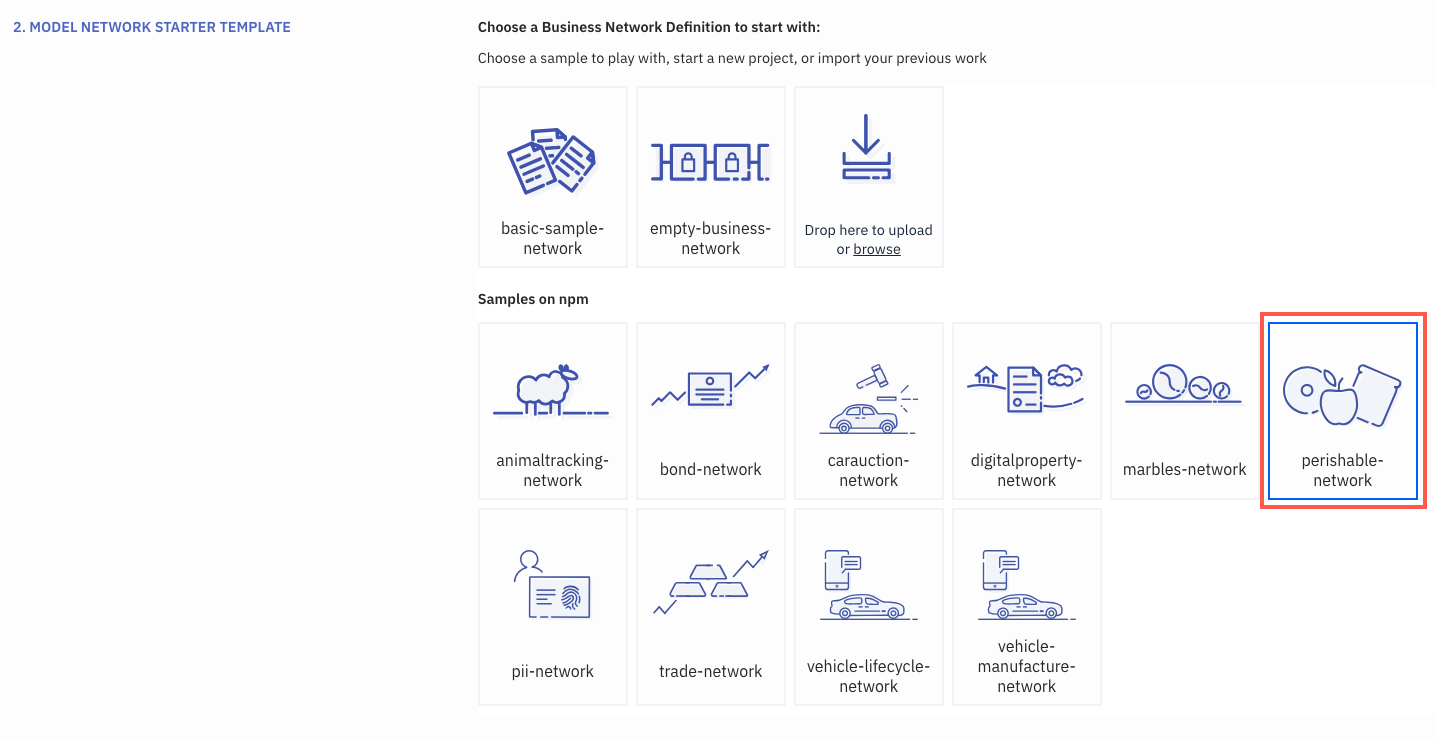 2. MODEL NETWORK STARTER TEMPLATE
Choose a Business Network Definition to start with:
Choose a sample to play with, start a new project, or import your previous work
basic-sample-
network
empty-business-
network
Drop here to upload
or browse
Samples on npm
animaltracking-
network
bond-network
carauction-
network
digitalproperty-
network
marbles-network
perishable-
network
pii-network
trade-network
vehicle-lifecycle-
network
vehicle-
manufacture-
network